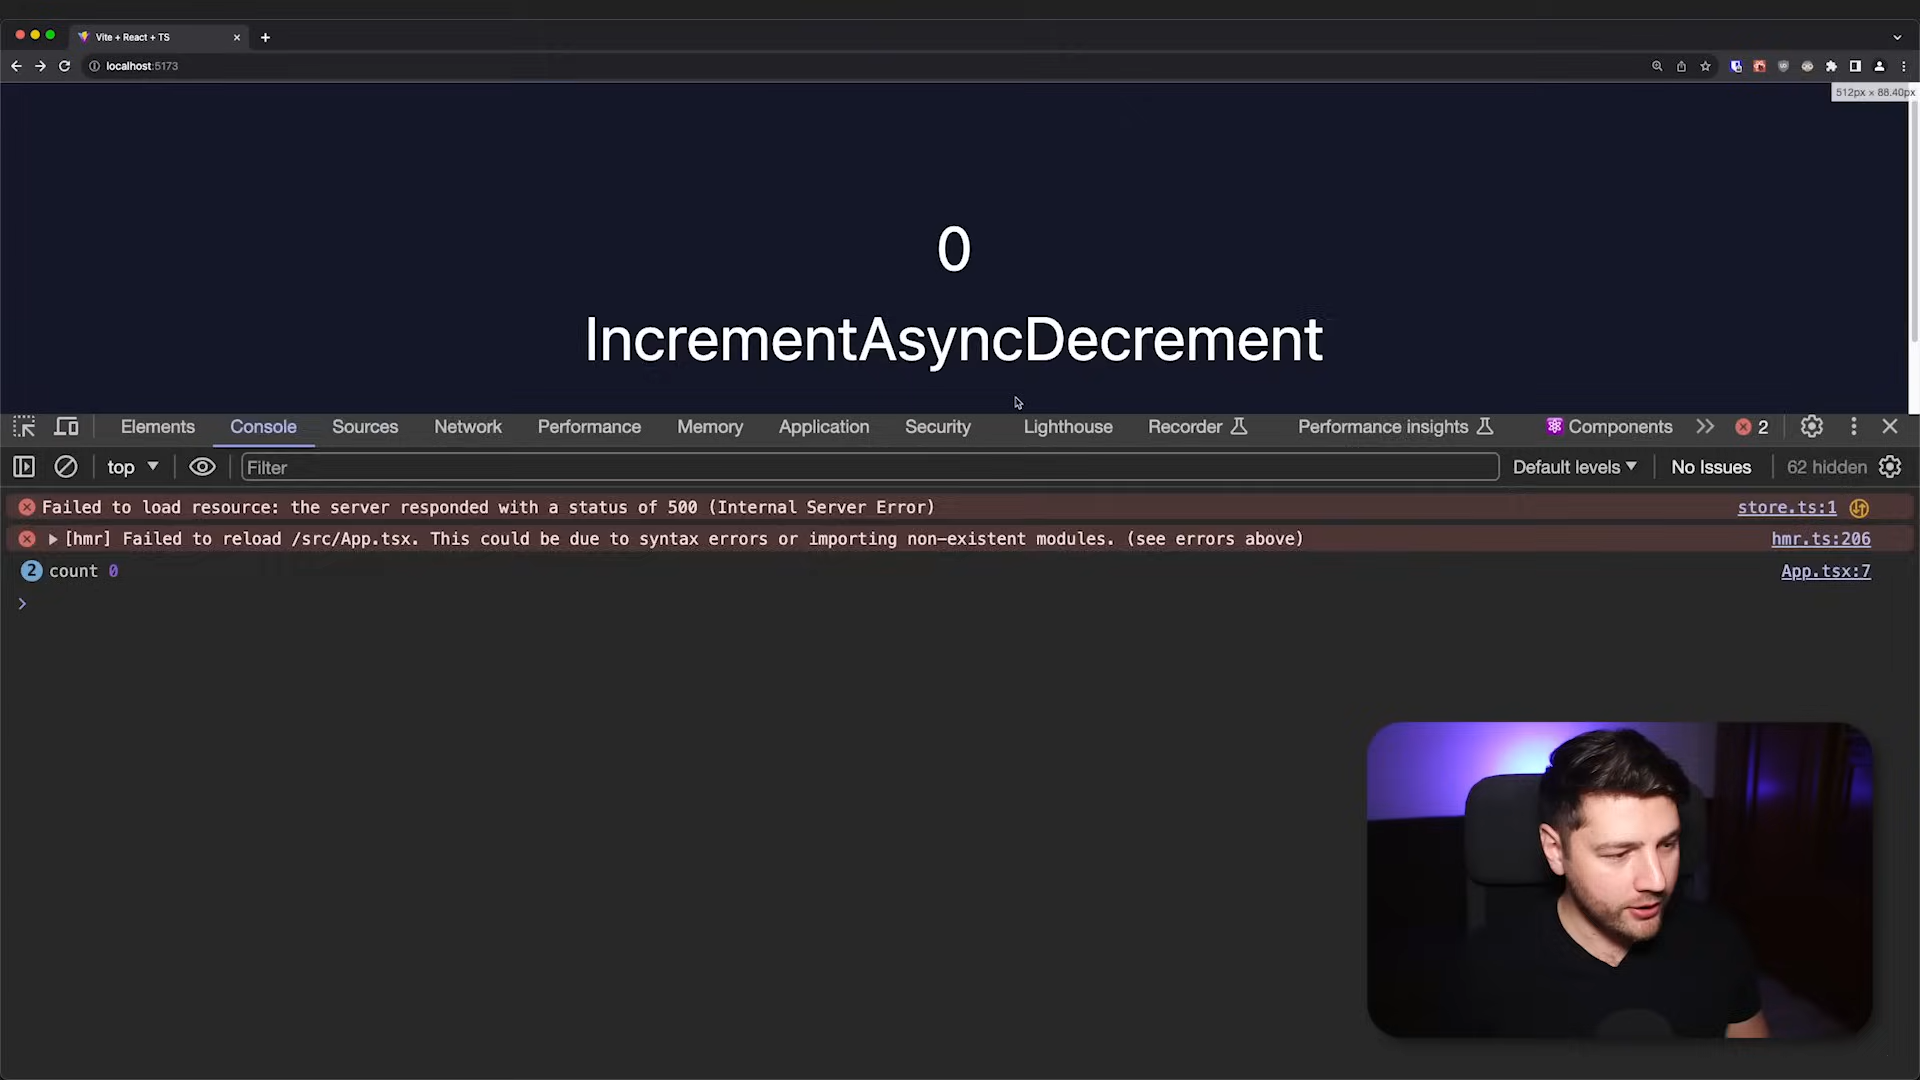 Vite + React + TS
localhost:5173
512px × 88.40px
0
IncrementAsyncDecrement
Elements Console Sources Network Performance Memory Application Security Lighthouse Recorder Performance insights Components 2
top Filter Default levels No Issues 62 hidden
Failed to load resource: the server responded with a status of 500 (Internal Server Error) store.ts:1
[hmr] Failed to reload /src/App.tsx. This could be due to syntax errors or importing non-existent modules. (see errors above) hmr.ts:206
2 count 0 App.tsx:7